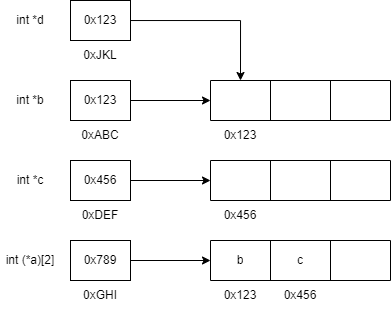 int *d 0x123
0xJKL
int *b 0x123
0xABC 0x123
int *c 0x456
0xDEF 0x456
int (*a)[2] 0x789 b c
0xGHI 0x123 0x456